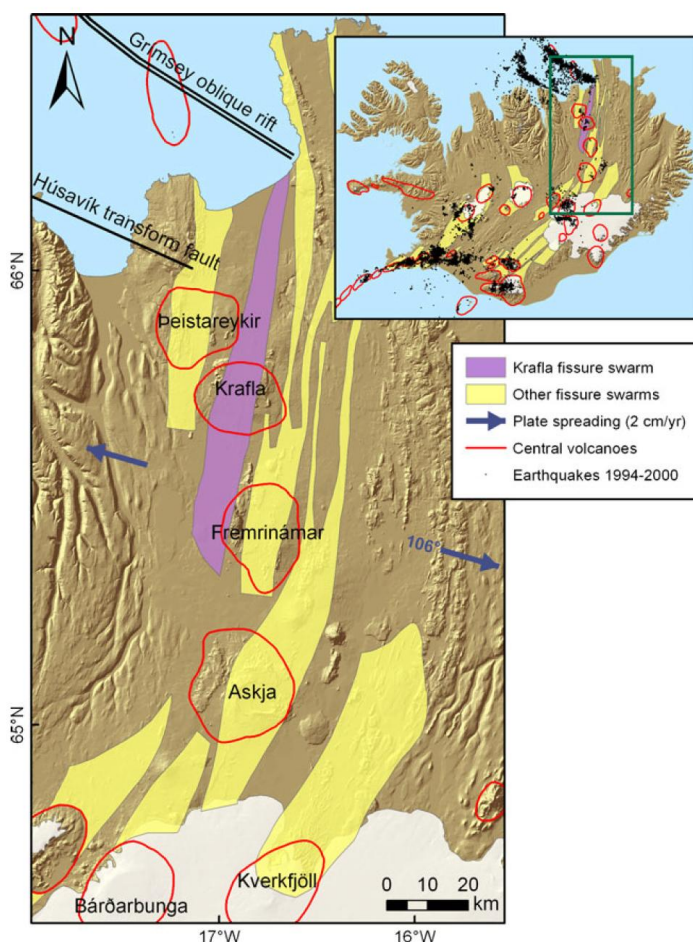 N
Grímsey oblique rift
Húsavík transform fault
66°N
Þeistareykir
Krafla
Krafla fissure swarm
Other fissure swarms
Plate spreading (2 cm/yr)
Central volcanoes
Earthquakes 1994-2000
Fremrinámar
106°
Askja
65°N
Kverkfjöll
Bárðarbunga
0 10 20
km
17°W
16°W